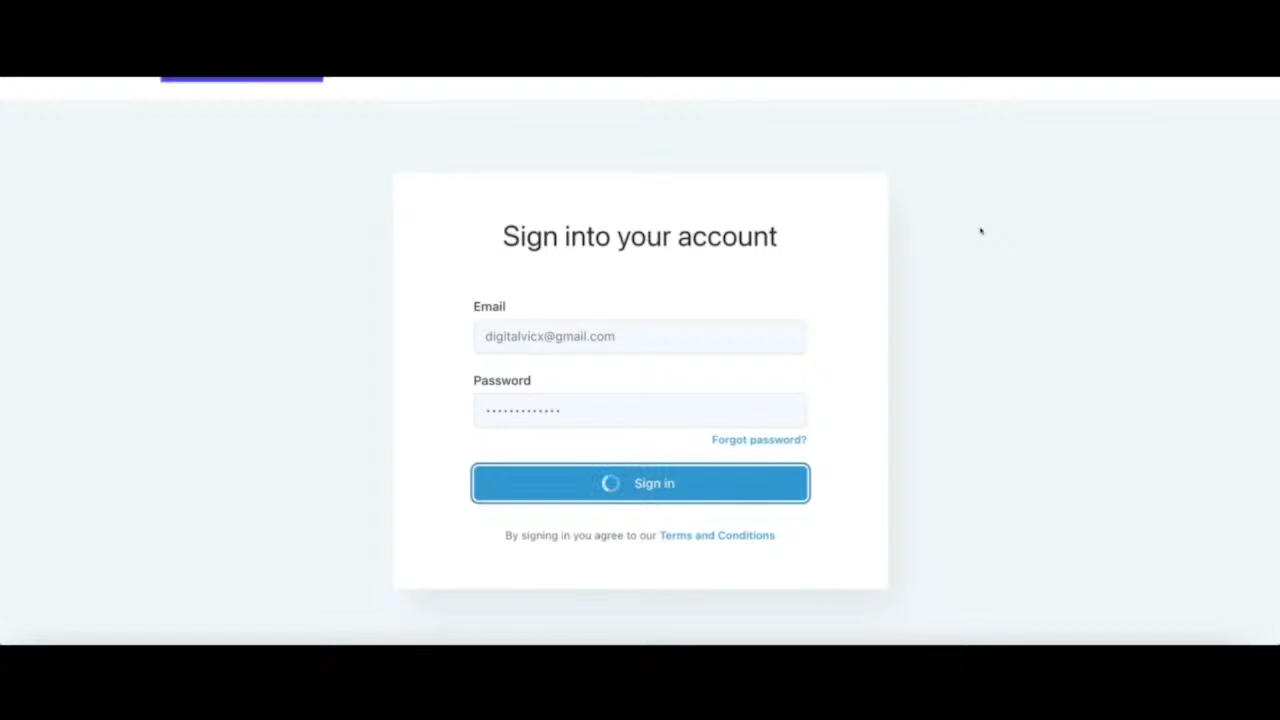 Sign into your account
Email
digitalvicx@gmail.com
Password
•••••••••••••
Forgot password?
Sign in
By signing in you agree to our Terms and Conditions